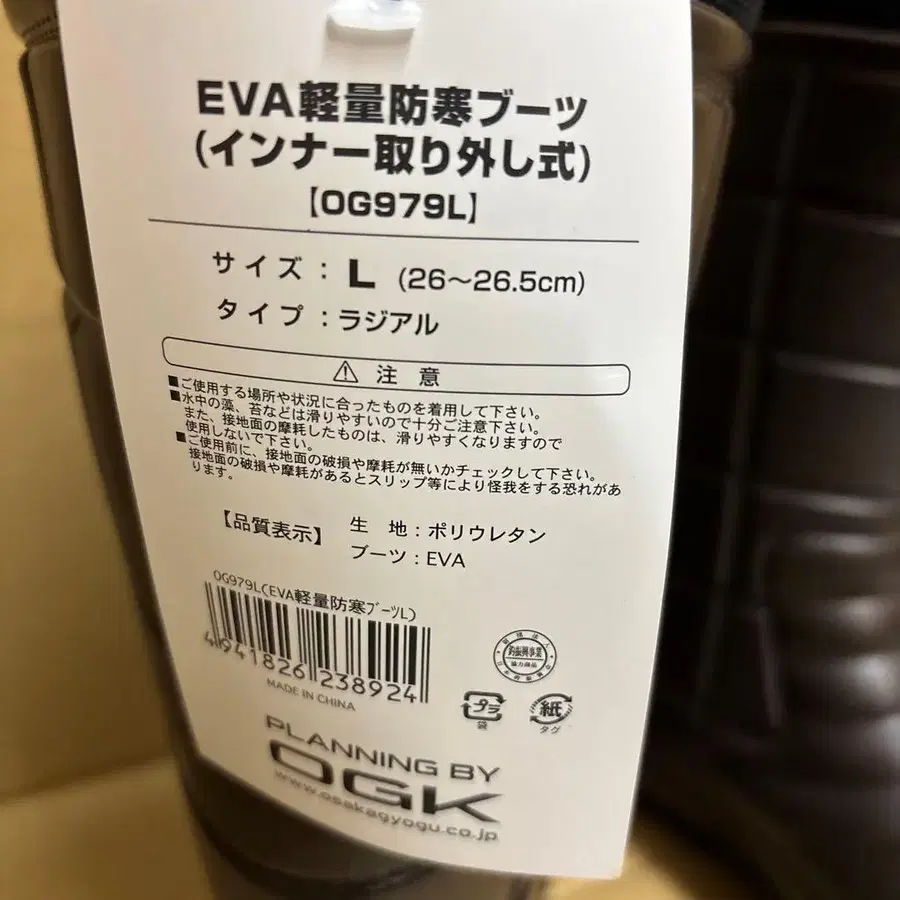 EVA軽量防寒ブーツ
(インナー取り外し式)
【OG979L】
サイズ：L (26～26.5cm)
タイプ：ラジアル
⚠ 注意
■ご使用する場所や状況に合ったものを着用して下さい。
■水中の藻、苔などは滑りやすいので十分ご注意下さい。
また、接地面の摩耗したものは、滑りやすくなりますので
使用しないで下さい。
■ご使用前に、接地面の破損や摩耗が無いかチェックして下さい。
接地面の破損や摩耗があるとスリップ等により怪我をする恐れがあ
ります。
【品質表示】 生 地：ポリウレタン
ブーツ：EVA
OG979L(EVA軽量防寒ブーツL)
4941826238924
MADE IN CHINA
釣振興事業
協力商品
プラ
袋
紙
タグ
PLANNING BY
OGK
www.osakagyogu.co.jp